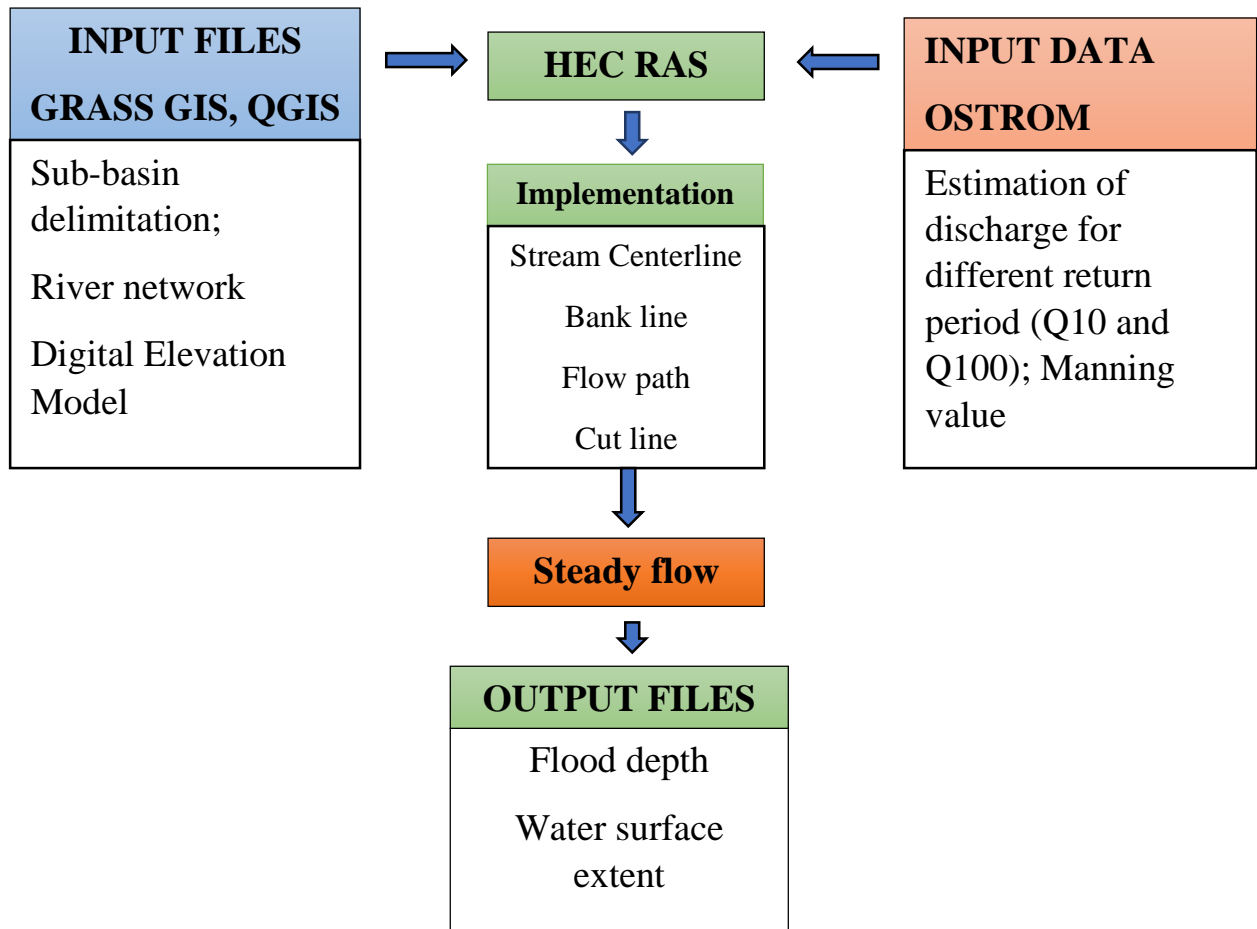 INPUT FILES
GRASS GIS, QGIS
Sub-basin
delimitation;
River network
Digital Elevation
Model
HEC RAS
Implementation
Stream Centerline
Bank line
Flow path
Cut line
INPUT DATA
OSTROM
Estimation of
discharge for
different return
period (Q10 and
Q100); Manning
value
Steady flow
OUTPUT FILES
Flood depth
Water surface
extent